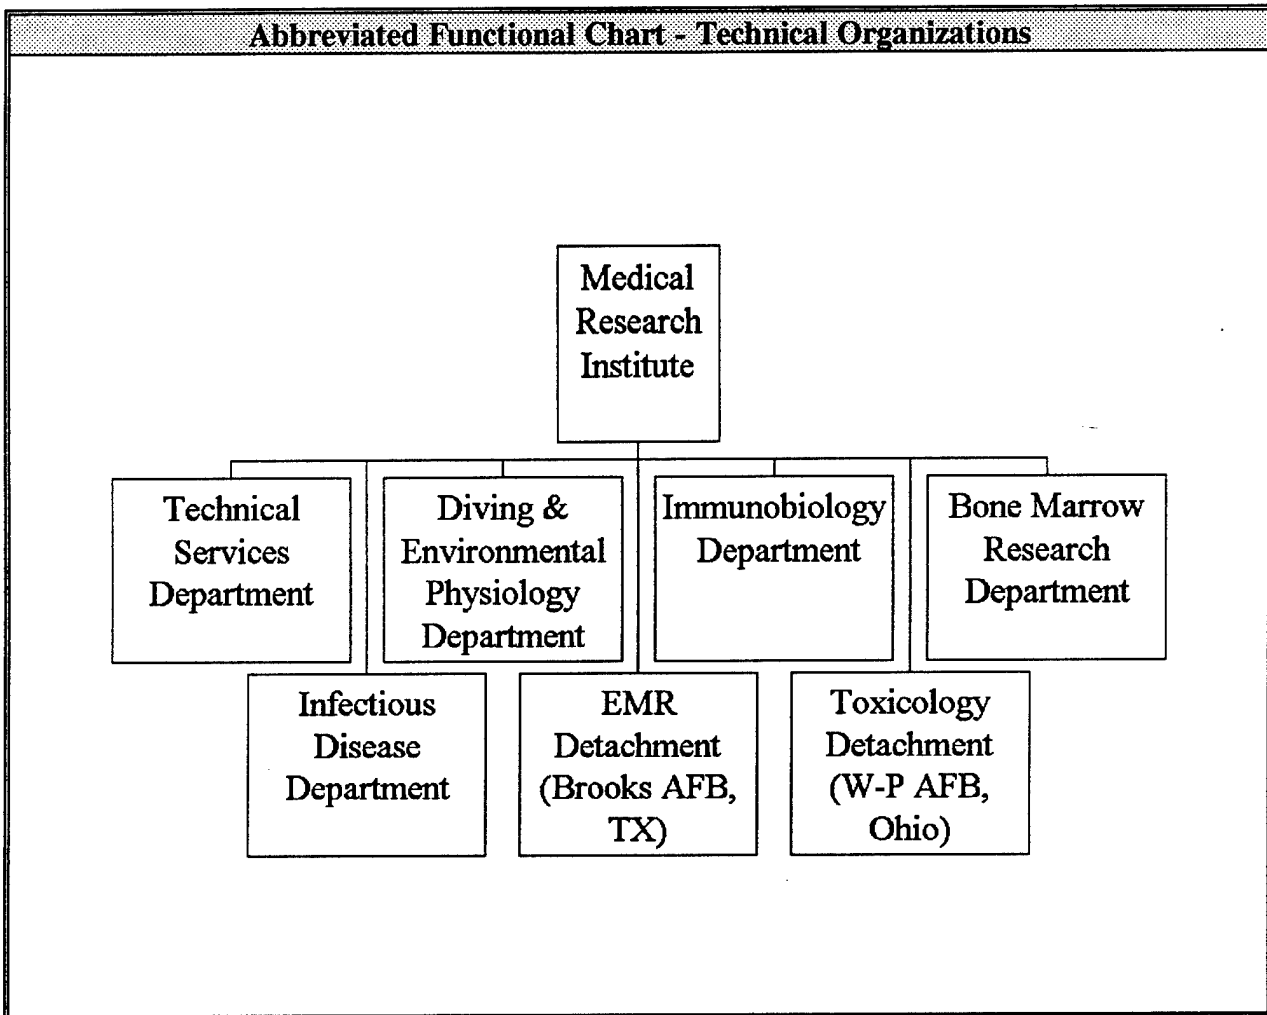 Abbreviated Functional Chart - Technical Organizations
Medical
Research
Institute
Technical
Services
Department
Diving &
Environmental
Physiology
Department
Immunobiology
Department
Bone Marrow
Research
Department
Infectious
Disease
Department
EMR
Detachment
(Brooks AFB,
TX)
Toxicology
Detachment
(W-P AFB,
Ohio)